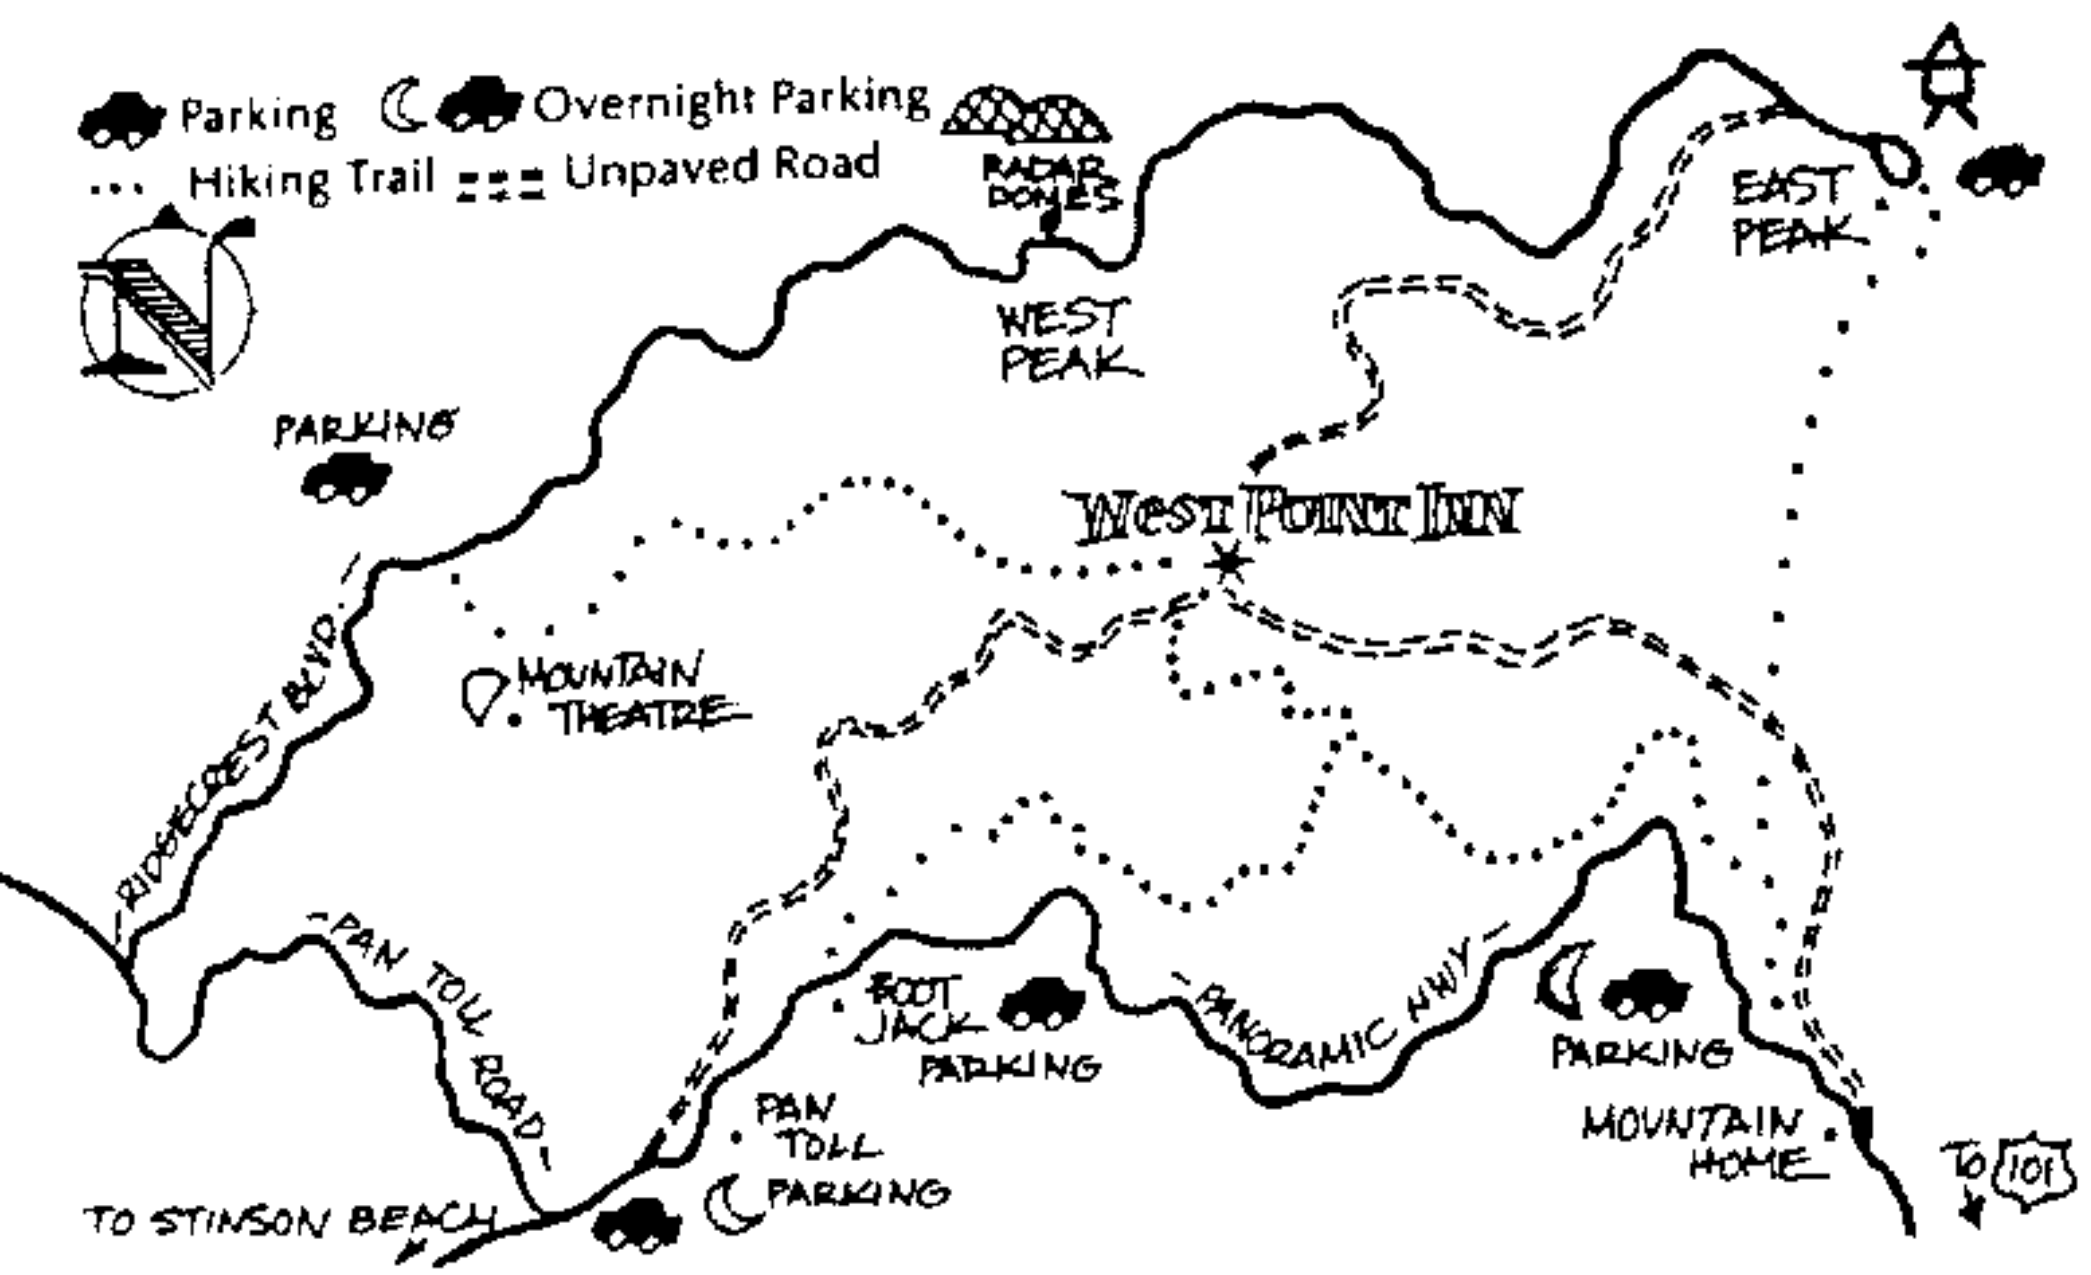 Parking
Overnight Parking
Hiking Trail
Unpaved Road
N
RADAR
DOMES
EAST
PEAK
WEST
PEAK
PARKING
WEST POINT INN
RIDGECREST BLVD.
MOUNTAIN
THEATRE
PAN TOLL ROAD
BOOT
JACK
PARKING
PANORAMIC HWY
PARKING
PAN
TOLL
PARKING
MOUNTAIN
HOME
TO 101
TO STINSON BEACH